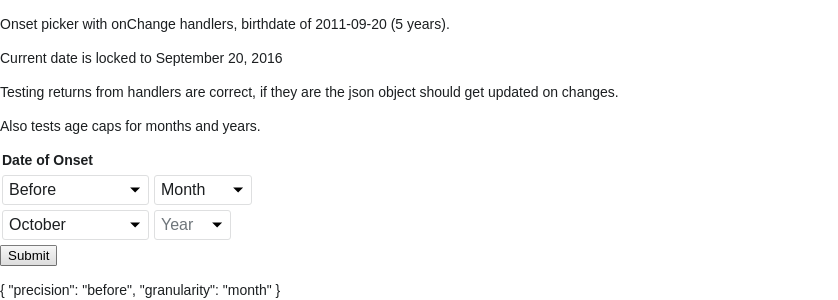 Onset picker with onChange handlers, birthdate of 2011-09-20 (5 years).
Current date is locked to September 20, 2016
Testing returns from handlers are correct, if they are the json object should get updated on changes.
Also tests age caps for months and years.
Date of Onset
Before Month
October Year
Submit
{ "precision": "before", "granularity": "month" }